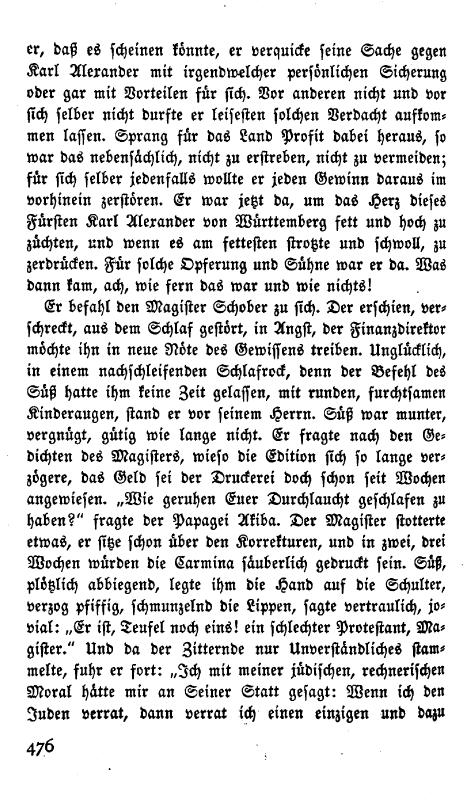 er, daß es scheinen könnte, er verquicke seine Sache gegen
Karl Alexander mit irgendwelcher persönlichen Sicherung
oder gar mit Vorteilen für sich. Vor anderen nicht und vor
sich selber nicht durfte er leisesten solchen Verdacht aufkom-
men lassen. Sprang für das Land Profit dabei heraus, so
war das nebensächlich, nicht zu erstreben, nicht zu vermeiden;
für sich selber jedenfalls wollte er jeden Gewinn daraus im
vorhinein zerstören. Er war jetzt da, um das Herz dieses
Fürsten Karl Alexander von Württemberg fett und hoch zu
züchten, und wenn es am fettesten strotzte und schwoll, zu
zerdrücken. Für solche Opferung und Sühne war er da. Was
dann kam, ach, wie fern das war und wie nichts!
Er befahl den Magister Schober zu sich. Der erschien, ver-
schreckt, aus dem Schlaf gestört, in Angst, der Finanzdirektor
möchte ihn in neue Nöte des Gewissens treiben. Unglücklich,
in einem nachschleifenden Schlafrock, denn der Befehl des
Süß hatte ihm keine Zeit gelassen, mit runden, furchtsamen
Kinderaugen, stand er vor seinem Herrn. Süß war munter,
vergnügt, gütig wie lange nicht. Er fragte nach den Ge-
dichten des Magisters, wieso die Edition sich so lange ver-
zögere, das Geld sei der Druckerei doch schon seit Wochen
angewiesen. „Wie geruhen Euer Durchlaucht geschlafen zu
haben?“ fragte der Papagei Akiba. Der Magister stotterte
etwas, er sitze schon über den Korrekturen, und in zwei, drei
Wochen würden die Carmina säuberlich gedruckt sein. Süß,
plötzlich abbiegend, legte ihm die Hand auf die Schulter,
verzog pfiffig, schmunzelnd die Lippen, sagte vertraulich, jo-
vial: „Er ist, Teufel noch eins! ein schlechter Protestant, Ma-
gister.“ Und da der Zitternde nur Unverständliches stam-
melte, fuhr er fort: „Ich mit meiner jüdischen, rechnerischen
Moral hätte mir an Seiner Statt gesagt: Wenn ich den
Juden verrat, dann verrat ich einen einzigen und dazu
476